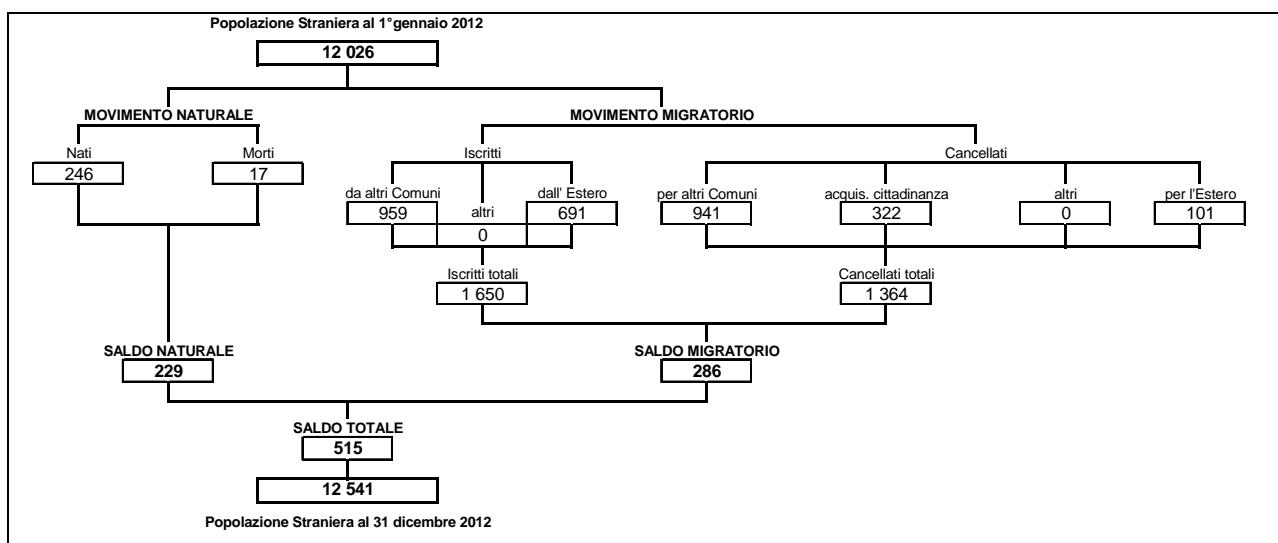 Popolazione Straniera al 1°gennaio 2012
12 026
MOVIMENTO NATURALE
MOVIMENTO MIGRATORIO
Nati
Morti
Iscritti
Cancellati
246
17
da altri Comuni
altri
dall' Estero
per altri Comuni
acquis. cittadinanza
altri
per l'Estero
959
0
691
941
322
0
101
Iscritti totali
Cancellati totali
1 650
1 364
SALDO NATURALE
SALDO MIGRATORIO
229
286
SALDO TOTALE
515
12 541
Popolazione Straniera al 31 dicembre 2012